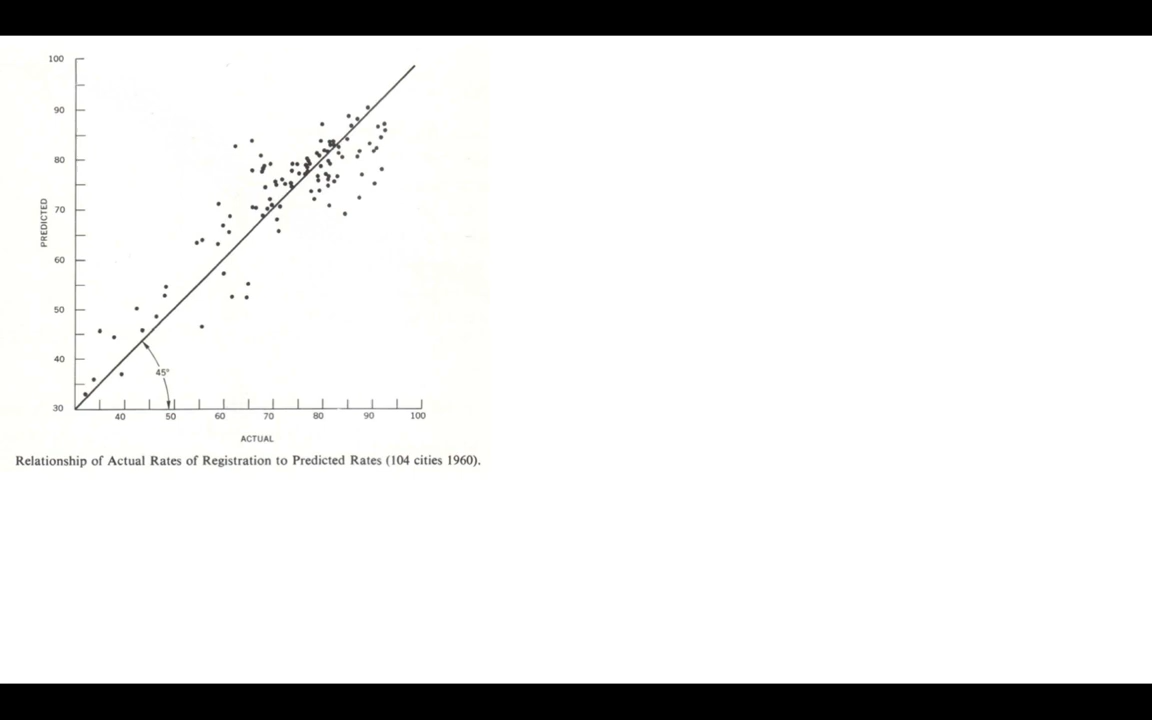 100
90
80
70
60
50
40
30
PREDICTED
45°
40 50 60 70 80 90 100
ACTUAL
Relationship of Actual Rates of Registration to Predicted Rates (104 cities 1960).